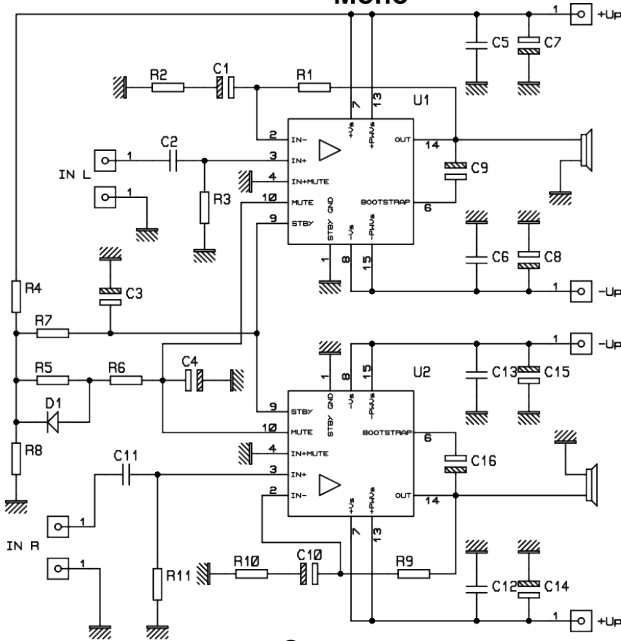 Mono
1 +Up
C5 C7
R2 C1 R1
7 13
U1
+Vs +PWVs
2 IN-
OUT 14
C2
IN L 1
3 IN+
4 IN+MUTE
C9
10 MUTE
BOOTSTRAP 6
1
R3
9 STBY
STBY GND
-Vs -PWVs
1 8 15
C6 C8
C3
R4
1 -Up
R7
1 -Up
R5 R6 C4
1 8 15
U2
C13 C15
D1
9 STBY
STBY GND
-Vs -PWVs
10 MUTE
BOOTSTRAP 6
R8
4 IN+MUTE
C11
3 IN+
C16
2 IN-
OUT 14
+Vs +PWVs
1
7 13
IN R
R10 C10 R9
1
R11
C12 C14
1 +Up